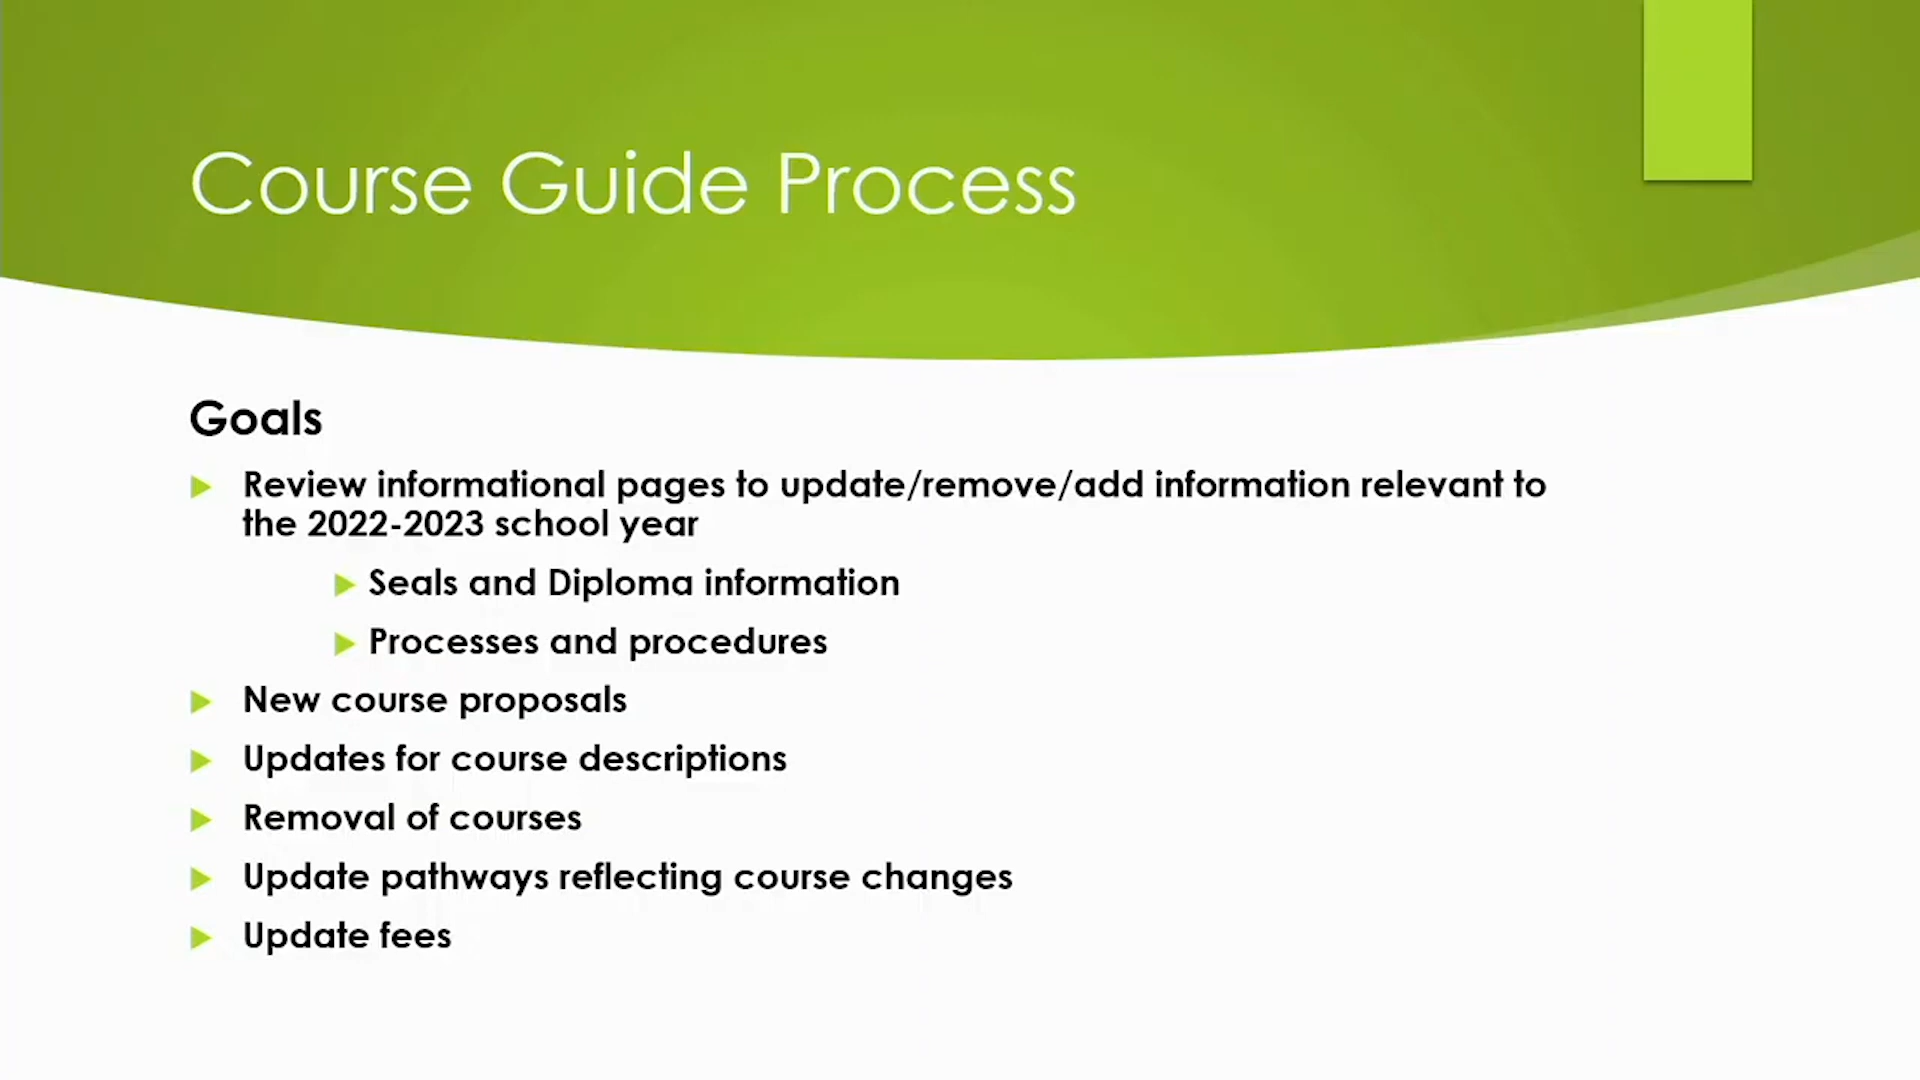 Course Guide Process
Goals
Review informational pages to update/remove/add information relevant to
the 2022-2023 school year
Seals and Diploma information
Processes and procedures
New course proposals
Updates for course descriptions
Removal of courses
Update pathways reflecting course changes
Update fees